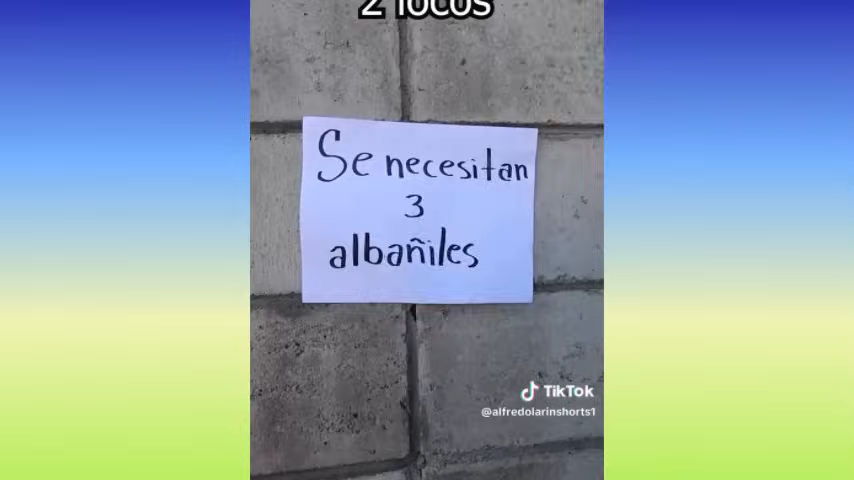 2 locos
Se necesitan
3
albañiles
TikTok
@alfredolarinshorts1